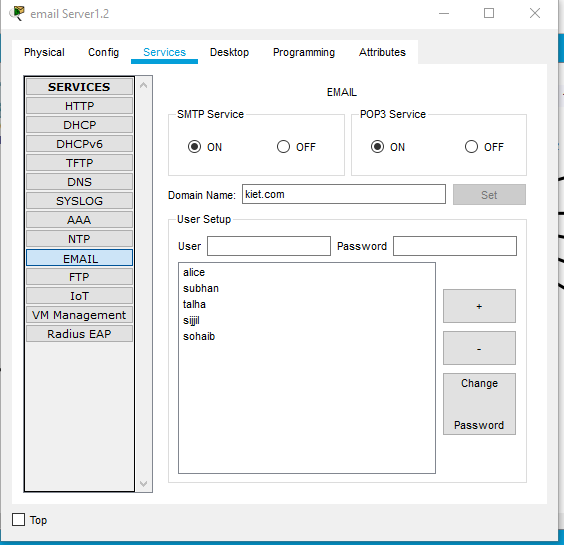 email Server1.2
Physical Config Services Desktop Programming Attributes
SERVICES
HTTP
DHCP
DHCPv6
TFTP
DNS
SYSLOG
AAA
NTP
EMAIL
FTP
IoT
VM Management
Radius EAP
EMAIL
SMTP Service
ON OFF
POP3 Service
ON OFF
Domain Name: kiet.com Set
User Setup
User Password
alice
subhan
talha
sijjil
sohaib
+
-
Change
Password
Top